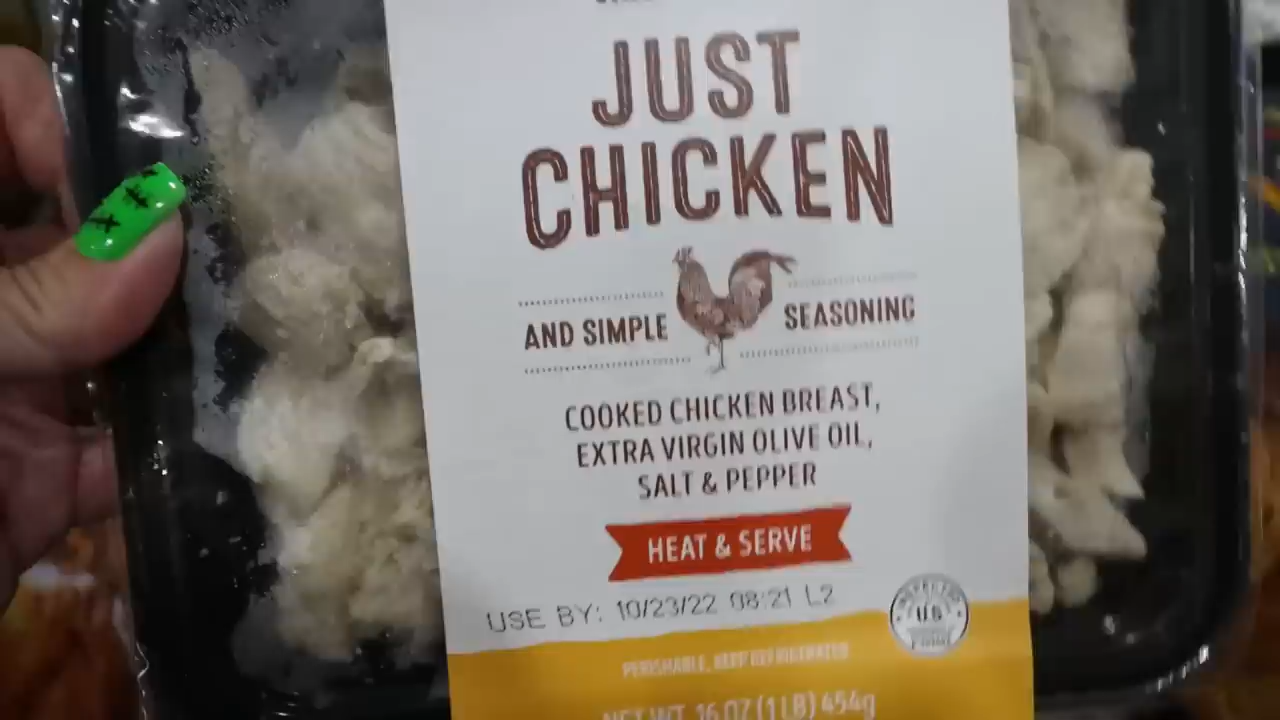 JUST
CHICKEN
AND SIMPLE SEASONING
COOKED CHICKEN BREAST,
EXTRA VIRGIN OLIVE OIL,
SALT & PEPPER
HEAT & SERVE
USE BY: 10/23/22 08:21 L2
U.S
PERISHABLE, KEEP REFRIGERATED
NET WT. 16 OZ (1 LB) 454g